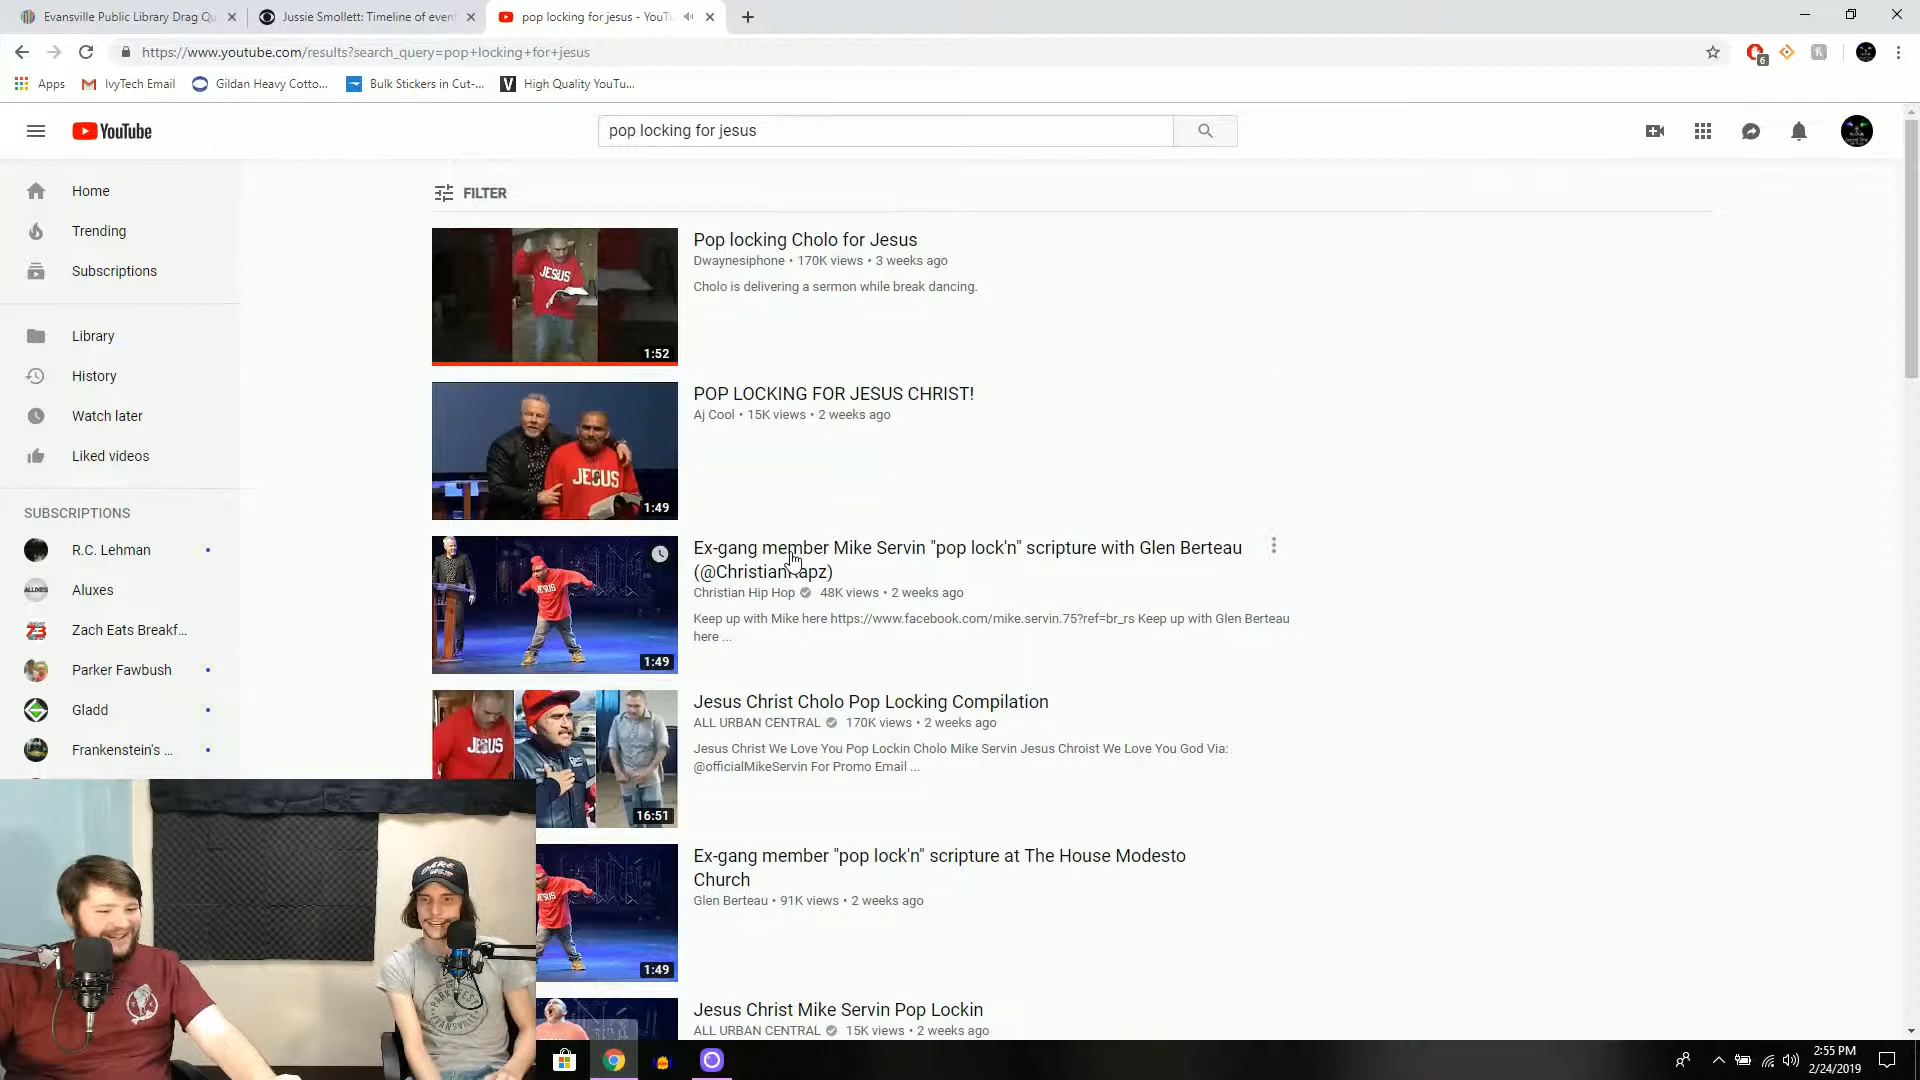 Evansville Public Library Drag Qu
Jussie Smollett: Timeline of event
pop locking for jesus - YouTu
https://www.youtube.com/results?search_query=pop+locking+for+jesus
6
Apps
IvyTech Email
Gildan Heavy Cotto...
Bulk Stickers in Cut-...
V
High Quality YouTu...
YouTube
pop locking for jesus
Home
Trending
Subscriptions
Library
History
Watch later
Liked videos
SUBSCRIPTIONS
R.C. Lehman
ALUXES
Aluxes
Zach Eats Breakf...
Parker Fawbush
Gladd
Frankenstein's ...
FILTER
JESUS
1:52
Pop locking Cholo for Jesus
Dwaynesiphone • 170K views • 3 weeks ago
Cholo is delivering a sermon while break dancing.
JESUS
1:49
POP LOCKING FOR JESUS CHRIST!
Aj Cool • 15K views • 2 weeks ago
JESUS
1:49
Ex-gang member Mike Servin "pop lock'n" scripture with Glen Berteau
(@ChristianRapz)
Christian Hip Hop 48K views • 2 weeks ago
Keep up with Mike here https://www.facebook.com/mike.servin.75?ref=br_rs Keep up with Glen Berteau
here ...
JESUS
16:51
Jesus Christ Cholo Pop Locking Compilation
ALL URBAN CENTRAL 170K views • 2 weeks ago
Jesus Christ We Love You Pop Lockin Cholo Mike Servin Jesus Chroist We Love You God Via:
@officialMikeServin For Promo Email ...
JESUS
1:49
Ex-gang member "pop lock'n" scripture at The House Modesto
Church
Glen Berteau • 91K views • 2 weeks ago
Jesus Christ Mike Servin Pop Lockin
ALL URBAN CENTRAL 15K views • 2 weeks ago
2:55 PM
2/24/2019